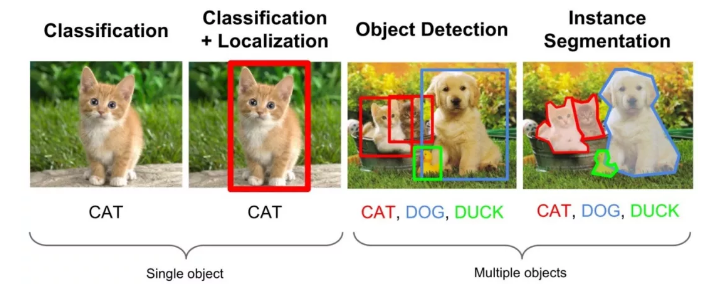 Classification
Classification
+ Localization
Object Detection
Instance
Segmentation
CAT
CAT
CAT, DOG, DUCK
CAT, DOG, DUCK
Single object
Multiple objects